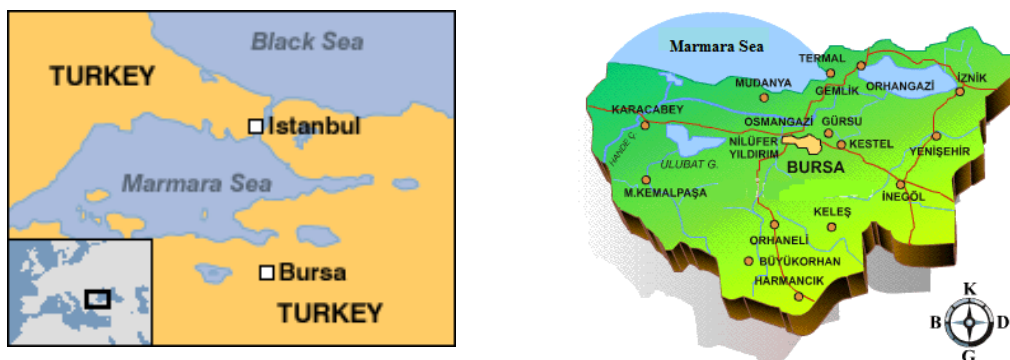 Black Sea
TURKEY
Istanbul
Marmara Sea
Bursa
TURKEY
Marmara Sea
TERMAL
MUDANYA
GEMLİK
ORHANGAZİ
İZNİK
KARACABEY
OSMANGAZİ
GÜRSU
HANDE Ç.
NİLÜFER
YILDIRIM
KESTEL
YENİŞEHİR
ULUBAT G.
BURSA
M.KEMALPAŞA
İNEGÖL
KELEŞ
ORHANELİ
BÜYÜKORHAN
HARMANCIK
K
B
D
G